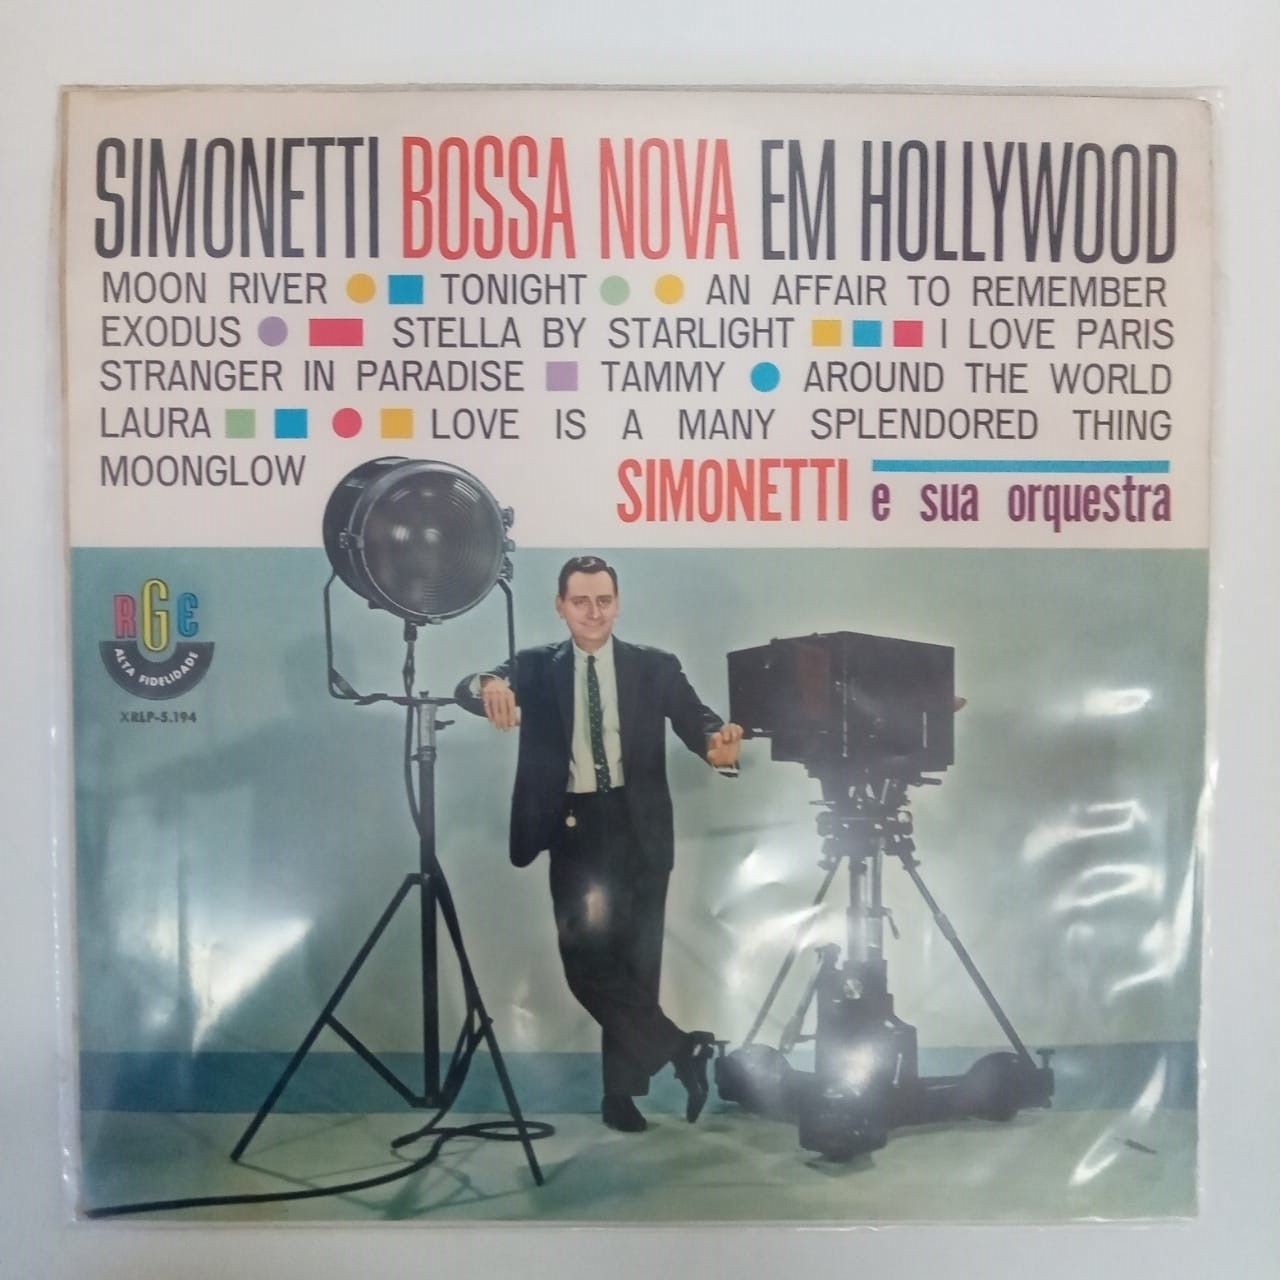 SIMONETTI BOSSA NOVA EM HOLLYWOOD
MOON RIVER TONIGHT AN AFFAIR TO REMEMBER
EXODUS STELLA BY STARLIGHT I LOVE PARIS
STRANGER IN PARADISE TAMMY AROUND THE WORLD
LAURA LOVE IS A MANY SPLENDORED THING
MOONGLOW
SIMONETTI e sua orquestra
RGE
ALTA FIDELIDADE
XRLP-5.194